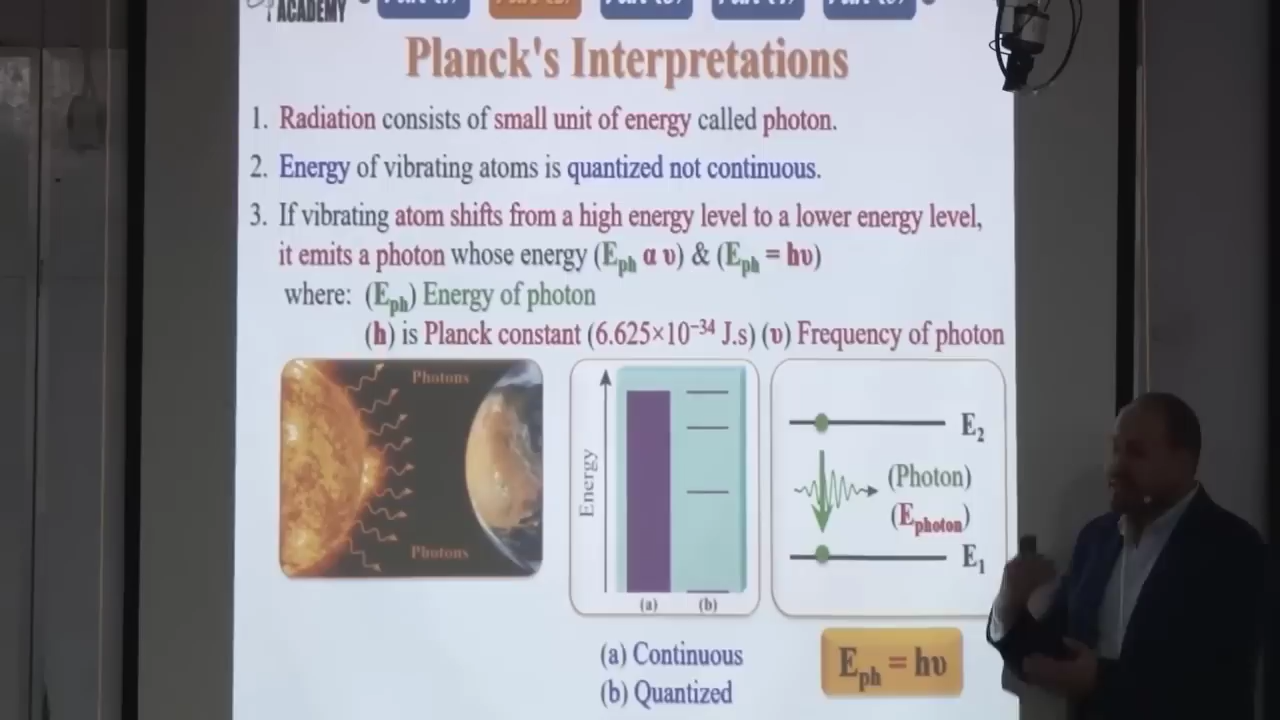 ACADEMY
Planck's Interpretations
1. Radiation consists of small unit of energy called photon.
2. Energy of vibrating atoms is quantized not continuous.
3. If vibrating atom shifts from a high energy level to a lower energy level,
it emits a photon whose energy (Eph α υ) & (Eph = hυ)
where: (Eph) Energy of photon
(h) is Planck constant (6.625×10⁻³⁴ J.s) (υ) Frequency of photon
Photons
Photons
Energy
(a) (b)
(a) Continuous
(b) Quantized
E₂
(Photon)
(Ephoton)
E₁
Eph = hυ